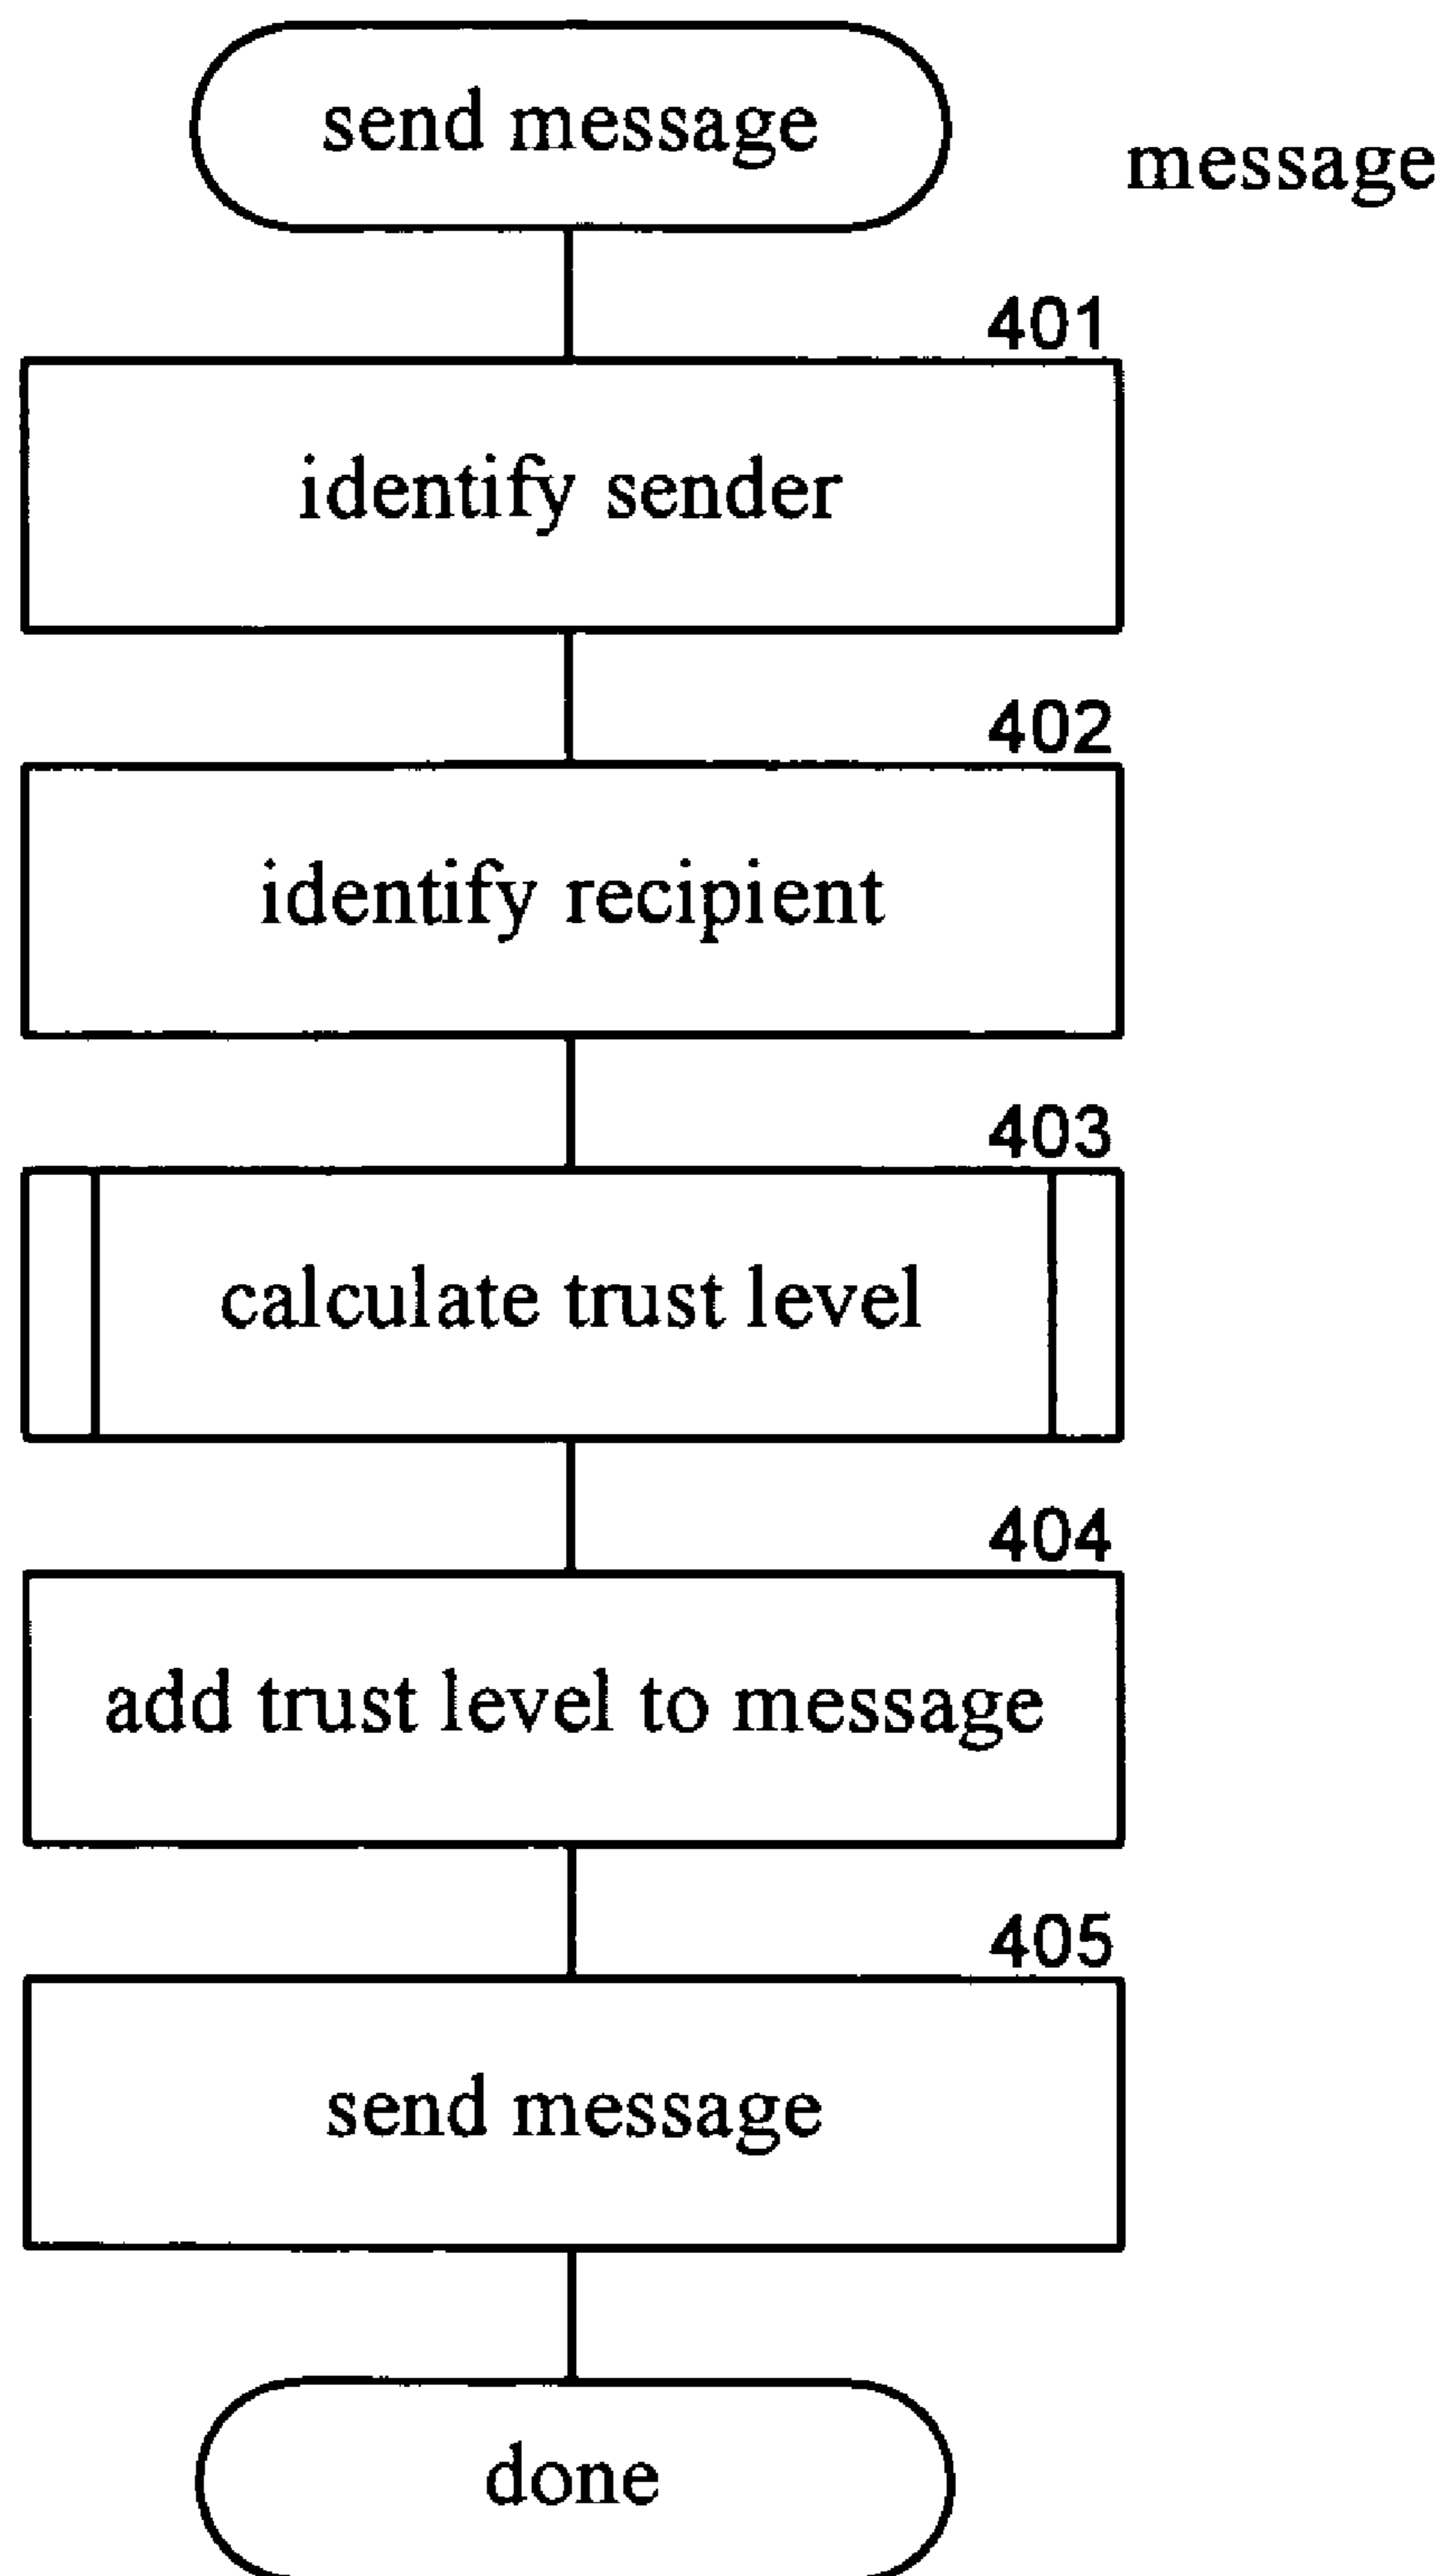 send message
message
401
identify sender
402
identify recipient
403
calculate trust level
404
add trust level to message
405
send message
done